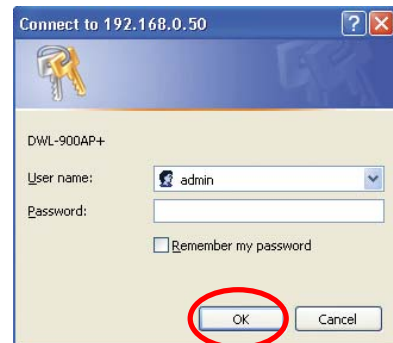 Connect to 192.168.0.50
DWL-900AP+
User name: admin
Password:
Remember my password
OK Cancel